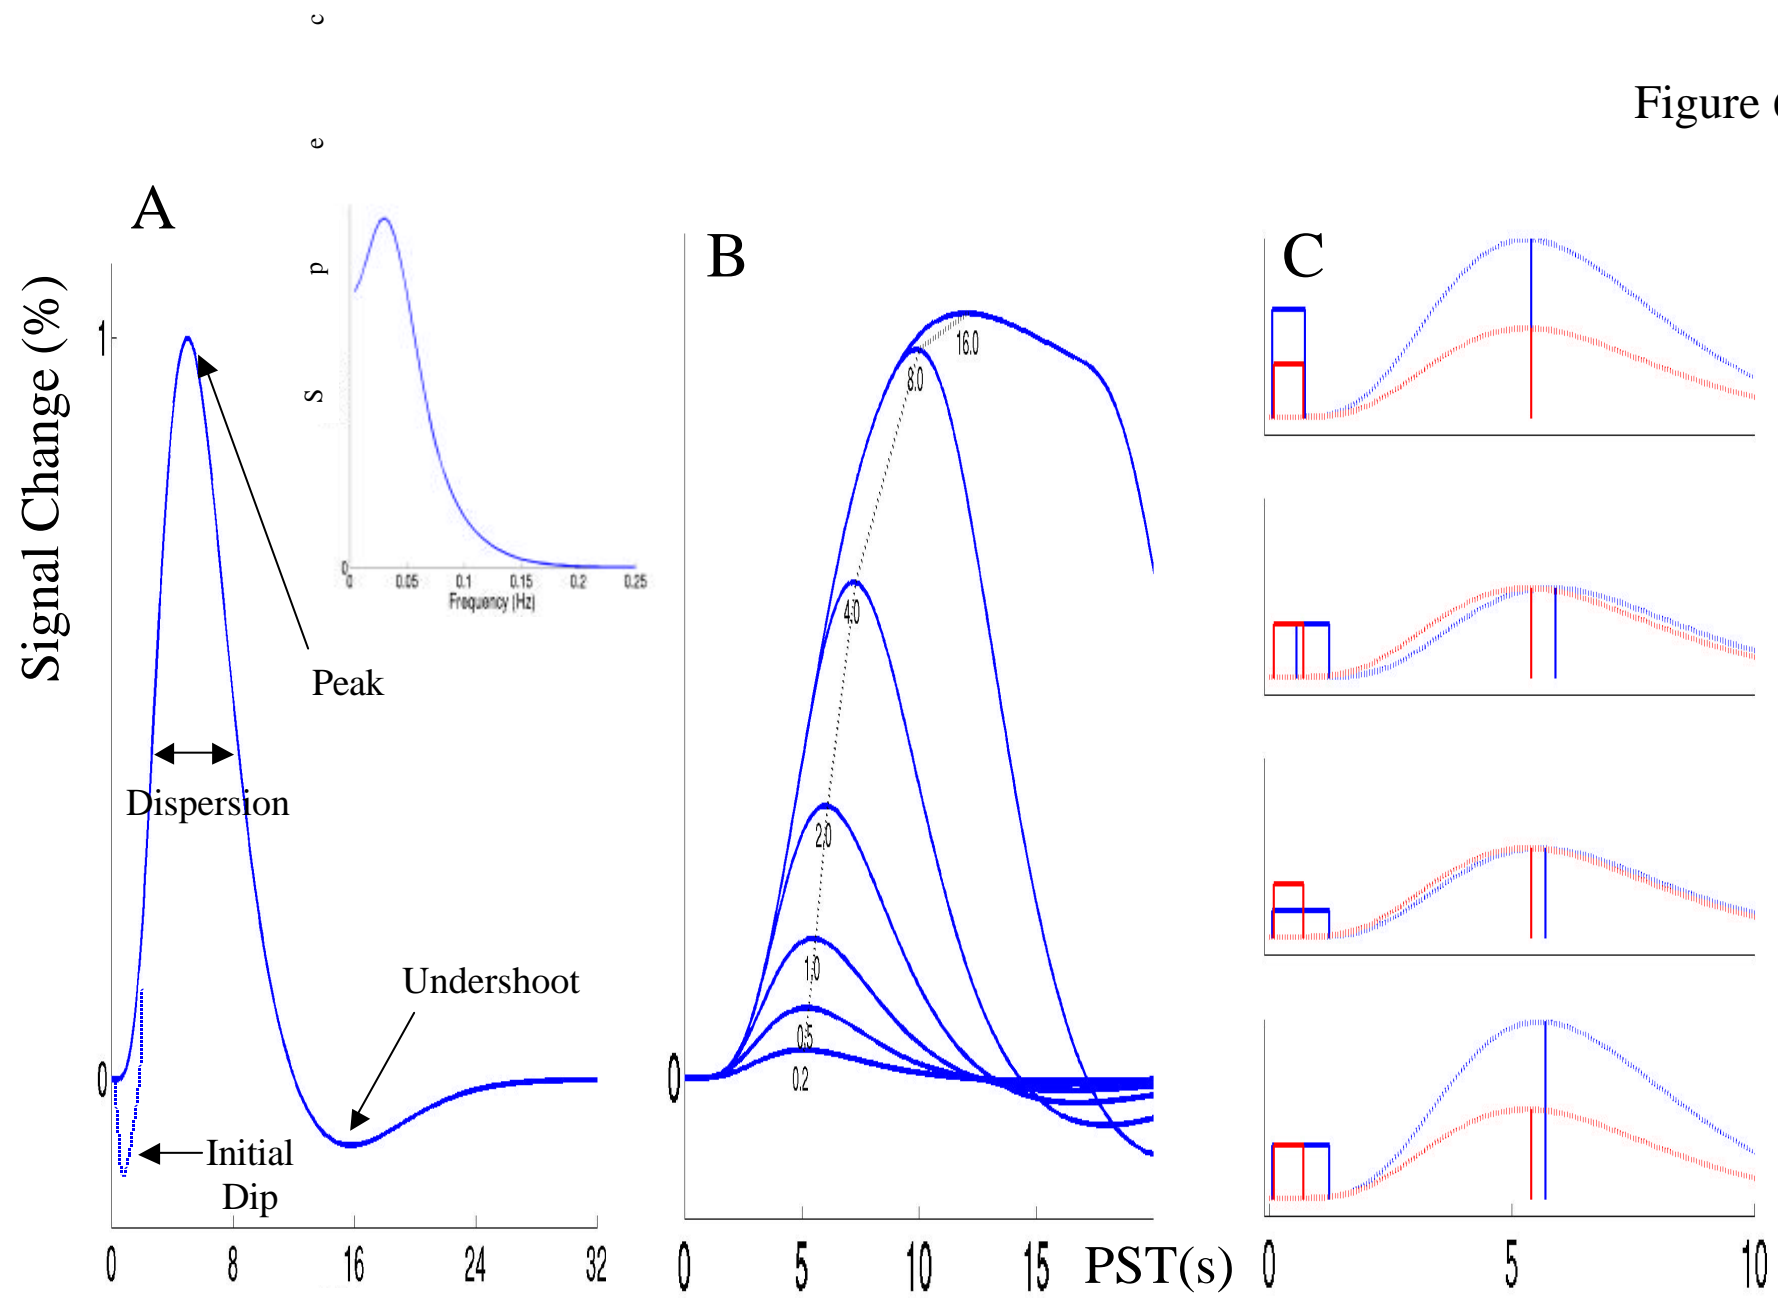 c
e
p
S
Figure
A
B
C
Signal Change (%)
1
0
Peak
Dispersion
Undershoot
Initial
Dip
0 8 16 24 32
0
0 0.05 0.1 0.15 0.2 0.25
Frequency (Hz)
16.0
8.0
4.0
2.0
1.0
0.5
0.2
0
0 5 10 15 PST(s)
0 5 10